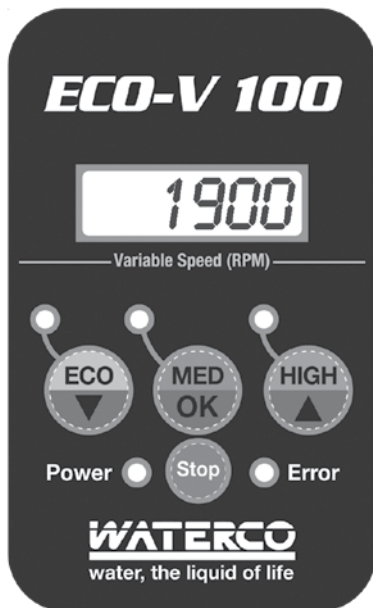 ECO-V 100
1900
Variable Speed (RPM)
ECO
MED
OK
HIGH
Power
Stop
Error
WATERCO
water, the liquid of life